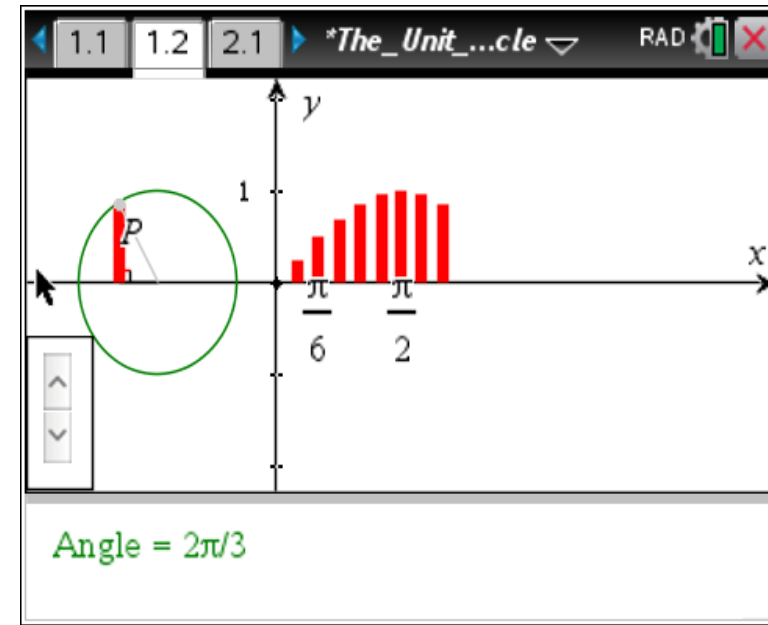 1.1 1.2 2.1 *The_Unit_...cle RAD
y
1
P
x
π/6 π/2
Angle = 2π/3